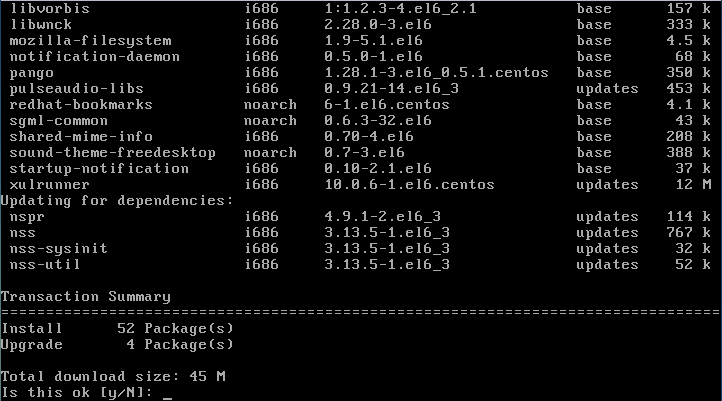 libvorbis i686 1:1.2.3-4.el6_2.1 base 157 k
libwnck i686 2.28.0-3.el6 base 333 k
mozilla-filesystem i686 1.9-5.1.el6 base 4.5 k
notification-daemon i686 0.5.0-1.el6 base 68 k
pango i686 1.28.1-3.el6_0.5.1.centos base 350 k
pulseaudio-libs i686 0.9.21-14.el6_3 updates 453 k
redhat-bookmarks noarch 6-1.el6.centos base 4.1 k
sgml-common noarch 0.6.3-32.el6 base 43 k
shared-mime-info i686 0.70-4.el6 base 208 k
sound-theme-freedesktop noarch 0.7-3.el6 base 388 k
startup-notification i686 0.10-2.1.el6 base 37 k
xulrunner i686 10.0.6-1.el6.centos updates 12 M
Updating for dependencies:
nspr i686 4.9.1-2.el6_3 updates 114 k
nss i686 3.13.5-1.el6_3 updates 767 k
nss-sysinit i686 3.13.5-1.el6_3 updates 32 k
nss-util i686 3.13.5-1.el6_3 updates 52 k
Transaction Summary
================================================================================
Install 52 Package(s)
Upgrade 4 Package(s)
Total download size: 45 M
Is this ok [y/N]: _